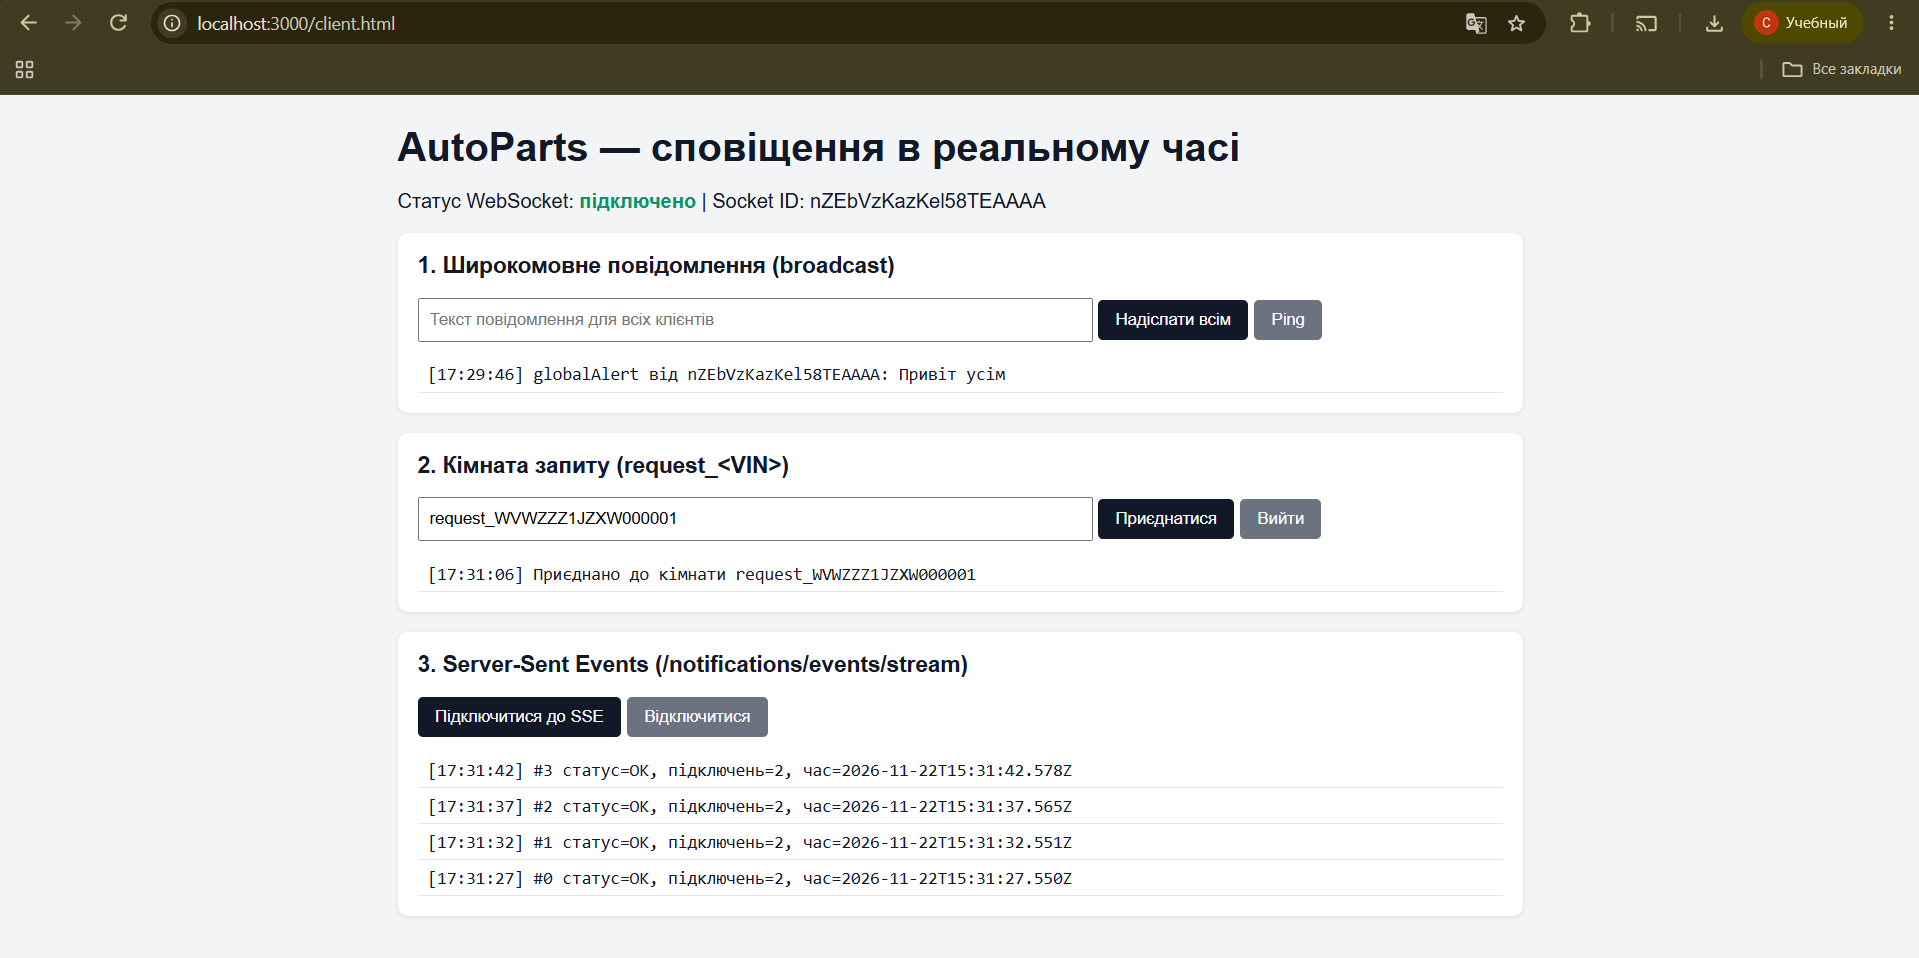 localhost:3000/client.html
С Учебный
Все закладки
AutoParts — сповіщення в реальному часі
Статус WebSocket: підключено | Socket ID: nZEbVzKazKel58TEAAAA
1. Широкомовне повідомлення (broadcast)
Текст повідомлення для всіх клієнтів Надіслати всім Ping
[17:29:46] globalAlert від nZEbVzKazKel58TEAAAA: Привіт усім
2. Кімната запиту (request_<VIN>)
request_WVWZZZ1JZXW000001 Приєднатися Вийти
[17:31:06] Приєднано до кімнати request_WVWZZZ1JZXW000001
3. Server-Sent Events (/notifications/events/stream)
Підключитися до SSE Відключитися
[17:31:42] #3 статус=OK, підключень=2, час=2026-11-22T15:31:42.578Z
[17:31:37] #2 статус=OK, підключень=2, час=2026-11-22T15:31:37.565Z
[17:31:32] #1 статус=OK, підключень=2, час=2026-11-22T15:31:32.551Z
[17:31:27] #0 статус=OK, підключень=2, час=2026-11-22T15:31:27.550Z